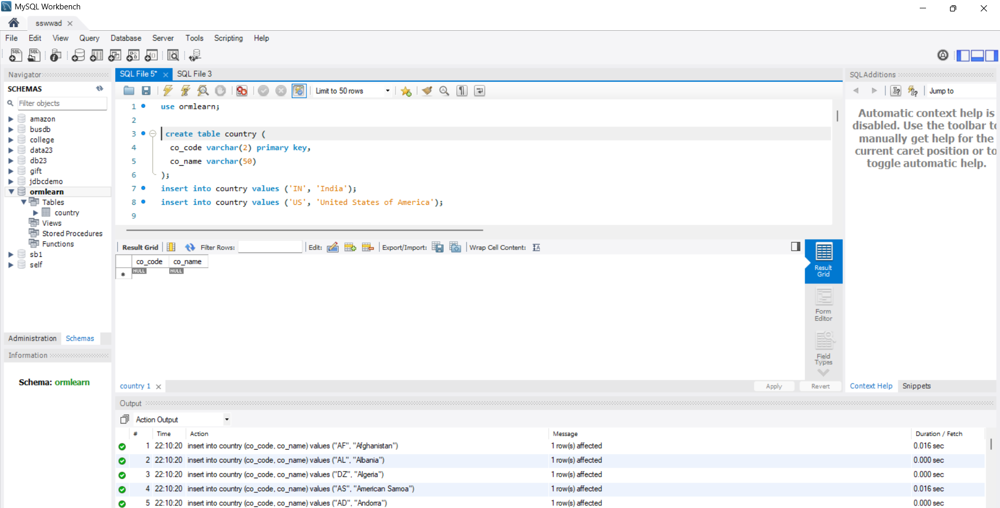 MySQL Workbench
sswwad
File Edit View Query Database Server Tools Scripting Help
Navigator
SCHEMAS
Filter objects
amazon
busdb
college
data23
db23
gift
jbcdemo
ormlearn
Tables
country
Views
Stored Procedures
Functions
sb1
self
Administration Schemas
Information
Schema: ormlearn
SQL File 5* SQL File 3
Limit to 50 rows
1 use ormlearn;
2
3 create table country (
4 co_code varchar(2) primary key,
5 co_name varchar(50)
6 );
7 insert into country values ('IN', 'India');
8 insert into country values ('US', 'United States of America');
9
Result Grid Filter Rows: Edit: Export/Import: Wrap Cell Content:
co_code co_name
NULL NULL
Result Grid
Form Editor
Field Types
country 1 Apply Revert
SQLAdditions
Jump to
Automatic context help is
disabled. Use the toolbar to
manually get help for the
current caret position or to
toggle automatic help.
Context Help Snippets
Output
Action Output
# Time Action Message Duration / Fetch
1 22:10:20 insert into country (co_code, co_name) values ("AF", "Afghanistan") 1 row(s) affected 0.016 sec
2 22:10:20 insert into country (co_code, co_name) values ("AL", "Albania") 1 row(s) affected 0.000 sec
3 22:10:20 insert into country (co_code, co_name) values ("DZ", "Algeria") 1 row(s) affected 0.000 sec
4 22:10:20 insert into country (co_code, co_name) values ("AS", "American Samoa") 1 row(s) affected 0.016 sec
5 22:10:20 insert into country (co_code, co_name) values ("AD", "Andorra") 1 row(s) affected 0.000 sec